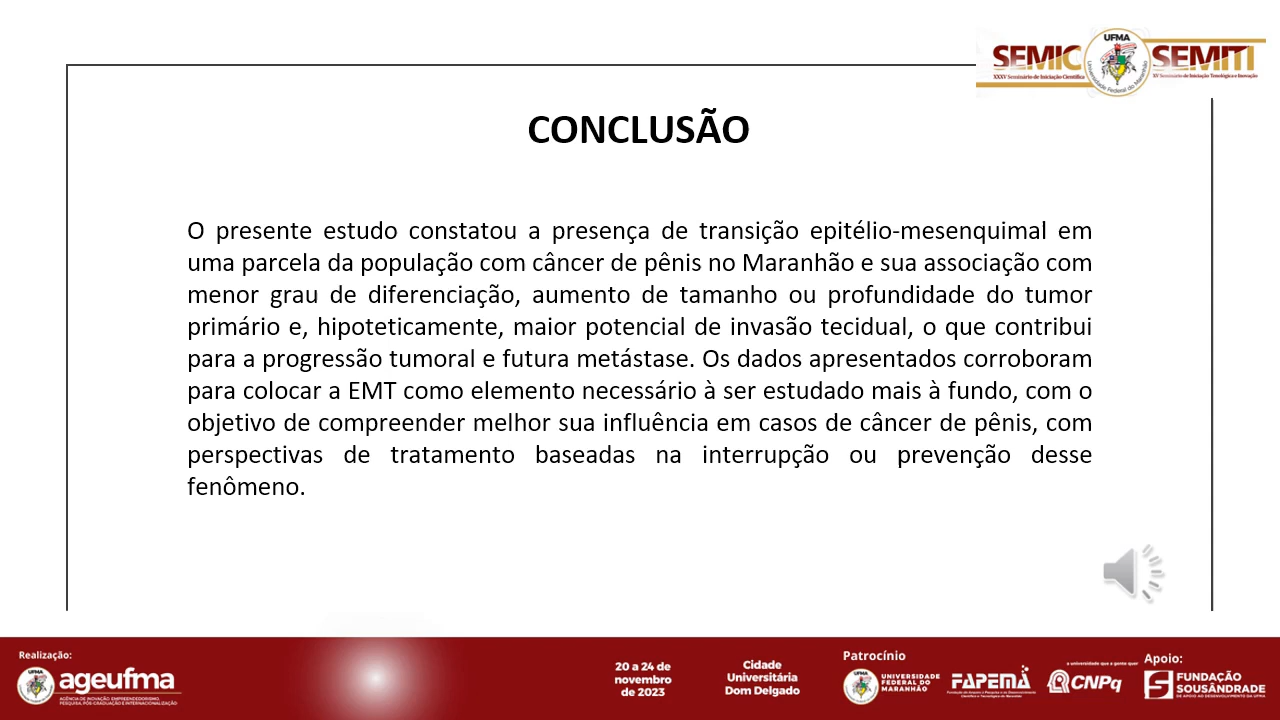 SEMIC
XXXV Seminário de Iniciação Científica
UFMA
Universidade Federal do Maranhão
SEMITI
XV Seminário de Iniciação Tecnológica e Inovação
CONCLUSÃO
O presente estudo constatou a presença de transição epitélio-mesenquimal em
uma parcela da população com câncer de pênis no Maranhão e sua associação com
menor grau de diferenciação, aumento de tamanho ou profundidade do tumor
primário e, hipoteticamente, maior potencial de invasão tecidual, o que contribui
para a progressão tumoral e futura metástase. Os dados apresentados corroboram
para colocar a EMT como elemento necessário à ser estudado mais à fundo, com o
objetivo de compreender melhor sua influência em casos de câncer de pênis, com
perspectivas de tratamento baseadas na interrupção ou prevenção desse
fenômeno.
Realização:
UFMA
ageufma
AGÊNCIA DE INOVAÇÃO, EMPREENDEDORISMO,
PESQUISA, PÓS-GRADUAÇÃO E INTERNACIONALIZAÇÃO
20 a 24 de
novembro
de 2023
Cidade
Universitária
Dom Delgado
Patrocínio
UFMA
UNIVERSIDADE
FEDERAL DO
MARANHÃO
FAPEMA
Fundação de Amparo à Pesquisa e ao Desenvolvimento
Científico e Tecnológico do Maranhão
a universidade que a gente quer
CNPq
Apoio:
FUNDAÇÃO
SOUSÂNDRADE
DE APOIO AO DESENVOLVIMENTO DA UFMA